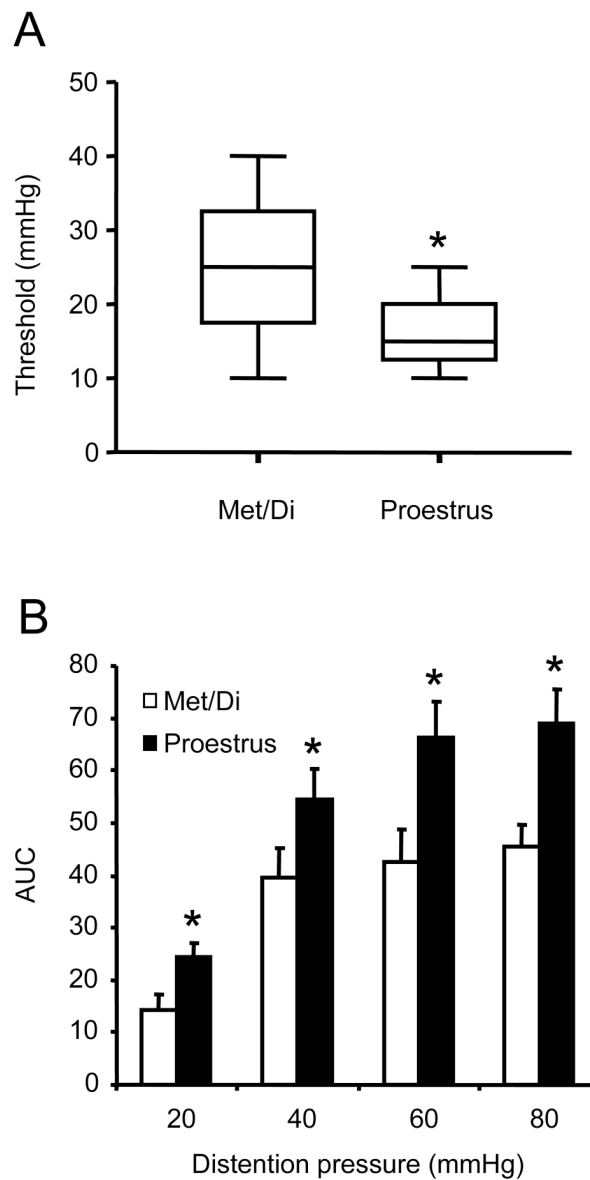 A
50
40
30
20
10
0
Threshold (mmHg)
*
Met/Di Proestrus
B
80
70
60
50
40
30
20
10
0
AUC
Met/Di
Proestrus
* * * *
20 40 60 80
Distention pressure (mmHg)